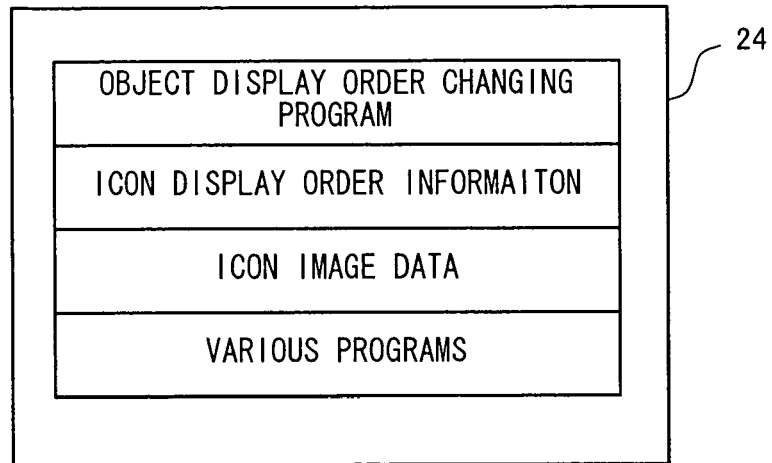 24
OBJECT DISPLAY ORDER CHANGING
PROGRAM
ICON DISPLAY ORDER INFORMAITON
ICON IMAGE DATA
VARIOUS PROGRAMS